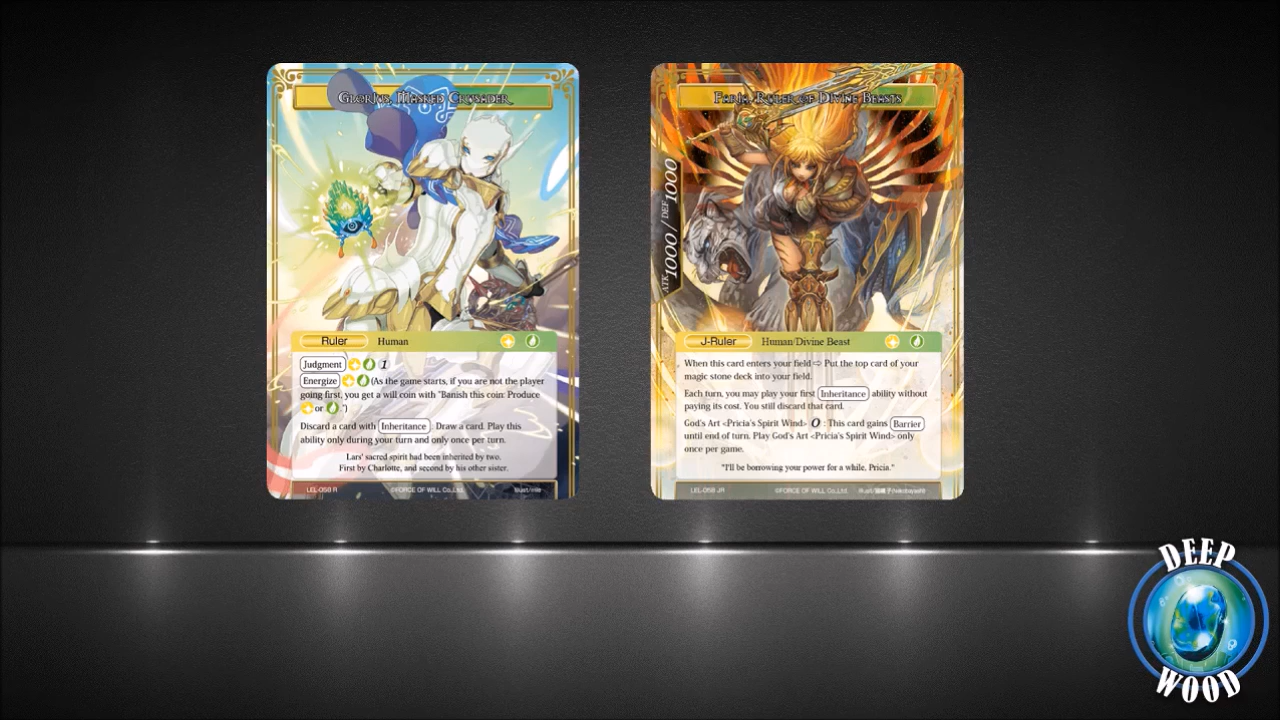 Glorius, Masked Crusader
Ruler Human
Judgment 1
Energize (As the game starts, if you are not the player
going first, you get a will coin with "Banish this coin: Produce
or .")
Discard a card with Inheritance : Draw a card. Play this
ability only during your turn and only once per turn.
Lars' sacred spirit had been inherited by two.
First by Charlotte, and second by his other sister.
LEL-058 R ©FORCE OF WILL Co.,Ltd. Illust/
Faria, Ruler of Divine Beasts
ATK 1000 / DEF 1000
J-Ruler Human/Divine Beast
When this card enters your field ⇨ Put the top card of your
magic stone deck into your field.
Each turn, you may play your first Inheritance ability without
paying its cost. You still discard that card.
God's Art <Pricia's Spirit Wind> 0 : This card gains Barrier
until end of turn. Play God's Art <Pricia's Spirit Wind> only
once per game.
"I'll be borrowing your power for a while, Pricia."
LEL-058 JR ©FORCE OF WILL Co.,Ltd. Illust/
DEEP
WOOD